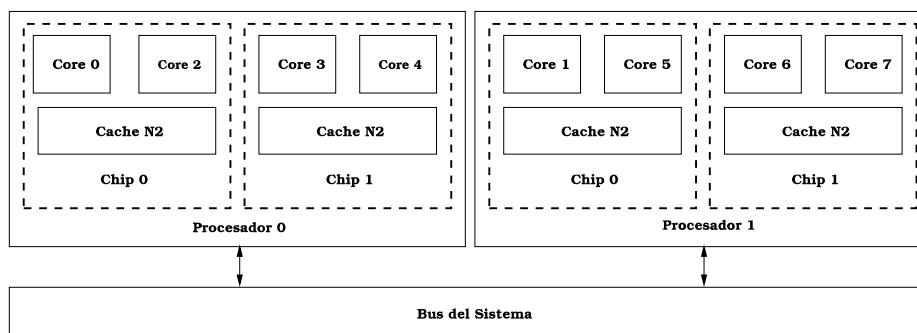 Core 0
Core 2
Core 3
Core 4
Core 1
Core 5
Core 6
Core 7
Cache N2
Cache N2
Cache N2
Cache N2
Chip 0
Chip 1
Chip 0
Chip 1
Procesador 0
Procesador 1
Bus del Sistema